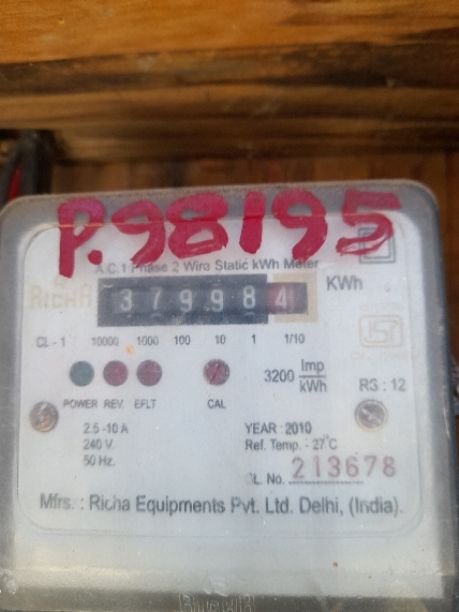 P.98195
A.C.1 Phase 2 Wire Static kWh Meter
RICHA
379984
KWh
CL - 1 10000 1000 100 10 1 1/10
ISI
3200 Imp/kWh
RS : 12
POWER REV. EFLT CAL
2.5 -10 A
240 V.
50 Hz.
YEAR : 2010
Ref. Temp. - 27°C
SL. No. 213678
Mfrs. : Richa Equipments Pvt. Ltd. Delhi, (India).